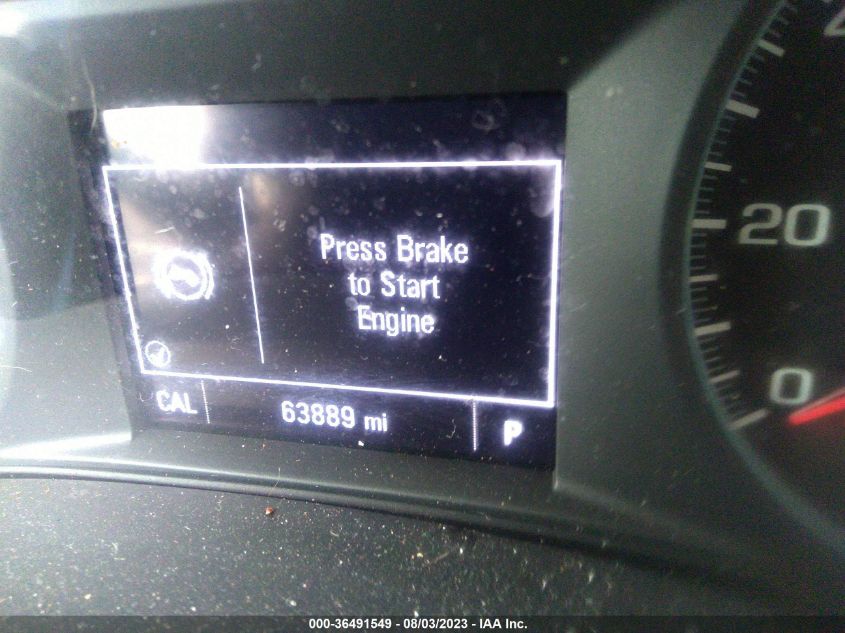 Press Brake
to Start
Engine
CAL 63889 mi P
20
0
000-36491549 - 08/03/2023 - IAA Inc.